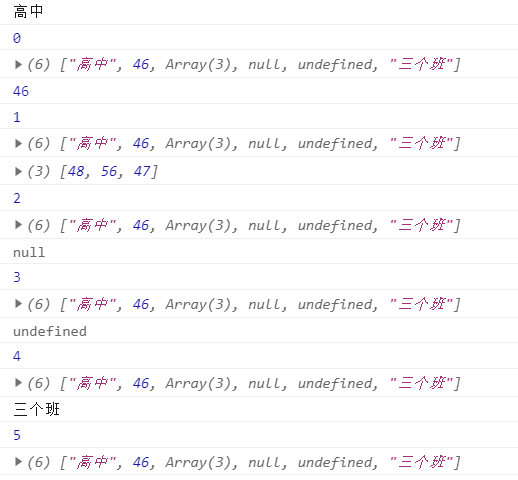 高中
0
▶(6) ["高中", 46, Array(3), null, undefined, "三个班"]
46
1
▶(6) ["高中", 46, Array(3), null, undefined, "三个班"]
▶(3) [48, 56, 47]
2
▶(6) ["高中", 46, Array(3), null, undefined, "三个班"]
null
3
▶(6) ["高中", 46, Array(3), null, undefined, "三个班"]
undefined
4
▶(6) ["高中", 46, Array(3), null, undefined, "三个班"]
三个班
5
▶(6) ["高中", 46, Array(3), null, undefined, "三个班"]